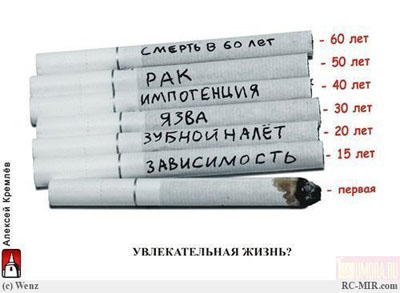 СМЕРТЬ В 60 ЛЕТ - 60 лет
- 50 лет
РАК - 40 лет
ИМПОТЕНЦИЯ
ЯЗВА - 30 лет
ЗУБНОЙ НАЛЁТ - 20 лет
ЗАВИСИМОСТЬ - 15 лет
- первая
Алексей Кремлёв
УВЛЕКАТЕЛЬНАЯ ЖИЗНЬ?
(c) Wenz
RC-MIR.com